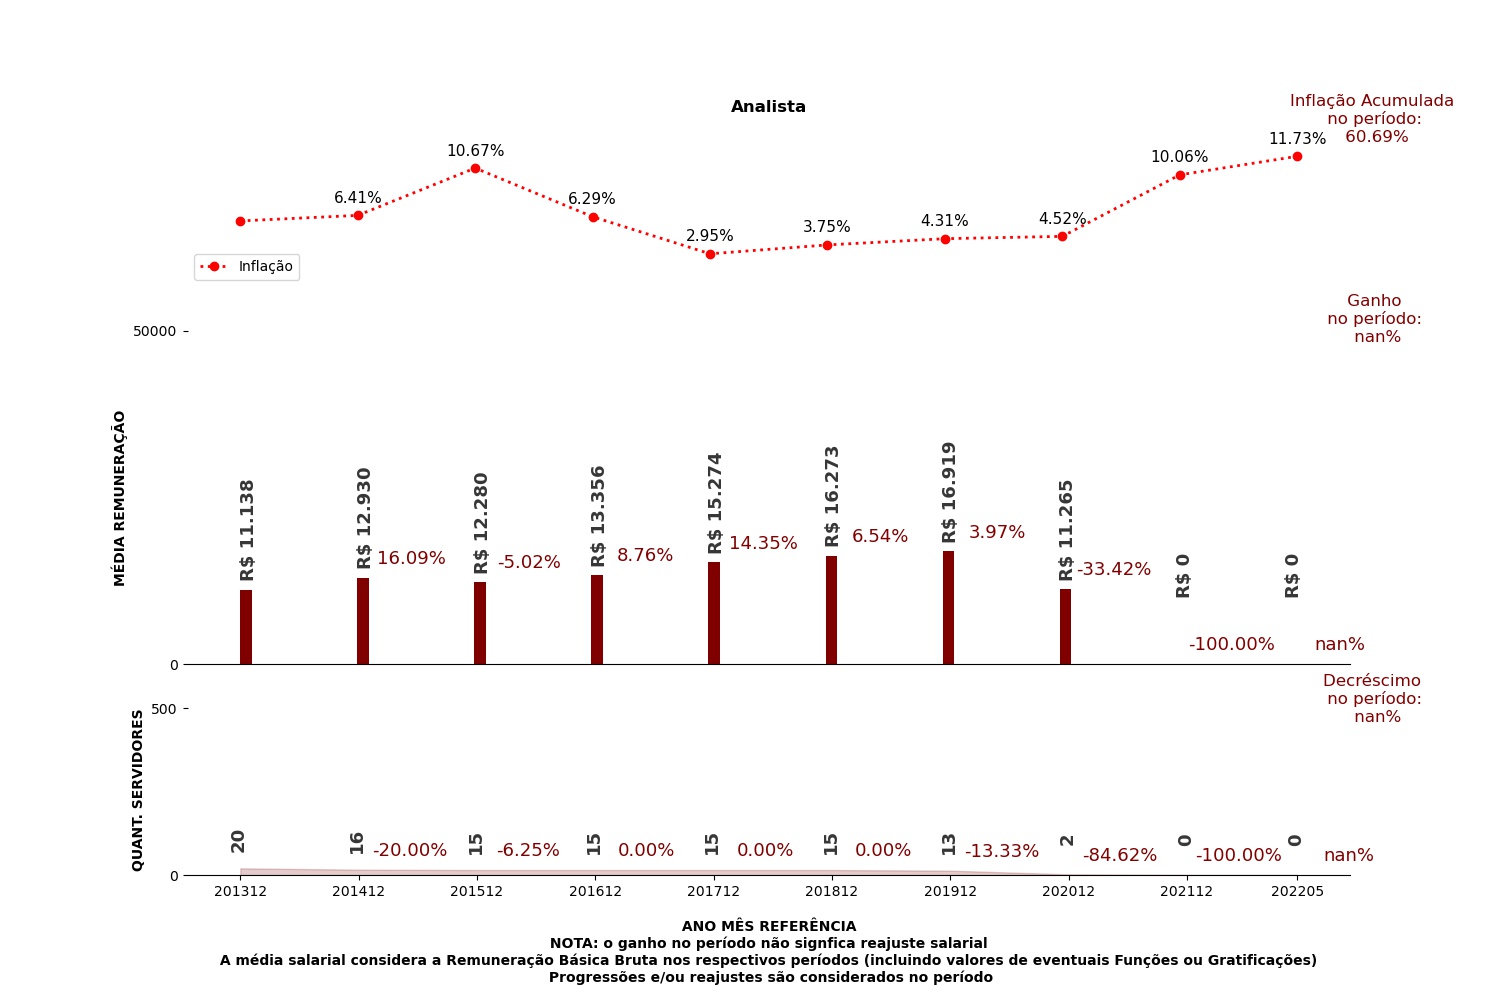 Analista
Inflação Acumulada
no período:
60.69%
6.41%
10.67%
6.29%
2.95%
3.75%
4.31%
4.52%
10.06%
11.73%
Inflação
Ganho
no período:
nan%
50000
0
MÉDIA REMUNERAÇÃO
R$ 11.138
R$ 12.930
R$ 12.280
R$ 13.356
R$ 15.274
R$ 16.273
R$ 16.919
R$ 11.265
R$ 0
R$ 0
16.09%
-5.02%
8.76%
14.35%
6.54%
3.97%
-33.42%
-100.00%
nan%
Decréscimo
no período:
nan%
500
0
QUANT. SERVIDORES
20
16
15
15
15
15
13
2
0
0
-20.00%
-6.25%
0.00%
0.00%
0.00%
-13.33%
-84.62%
-100.00%
nan%
201312
201412
201512
201612
201712
201812
201912
202012
202112
202205
ANO MÊS REFERÊNCIA
NOTA: o ganho no período não signfica reajuste salarial
A média salarial considera a Remuneração Básica Bruta nos respectivos períodos (incluindo valores de eventuais Funções ou Gratificações)
Progressões e/ou reajustes são considerados no período